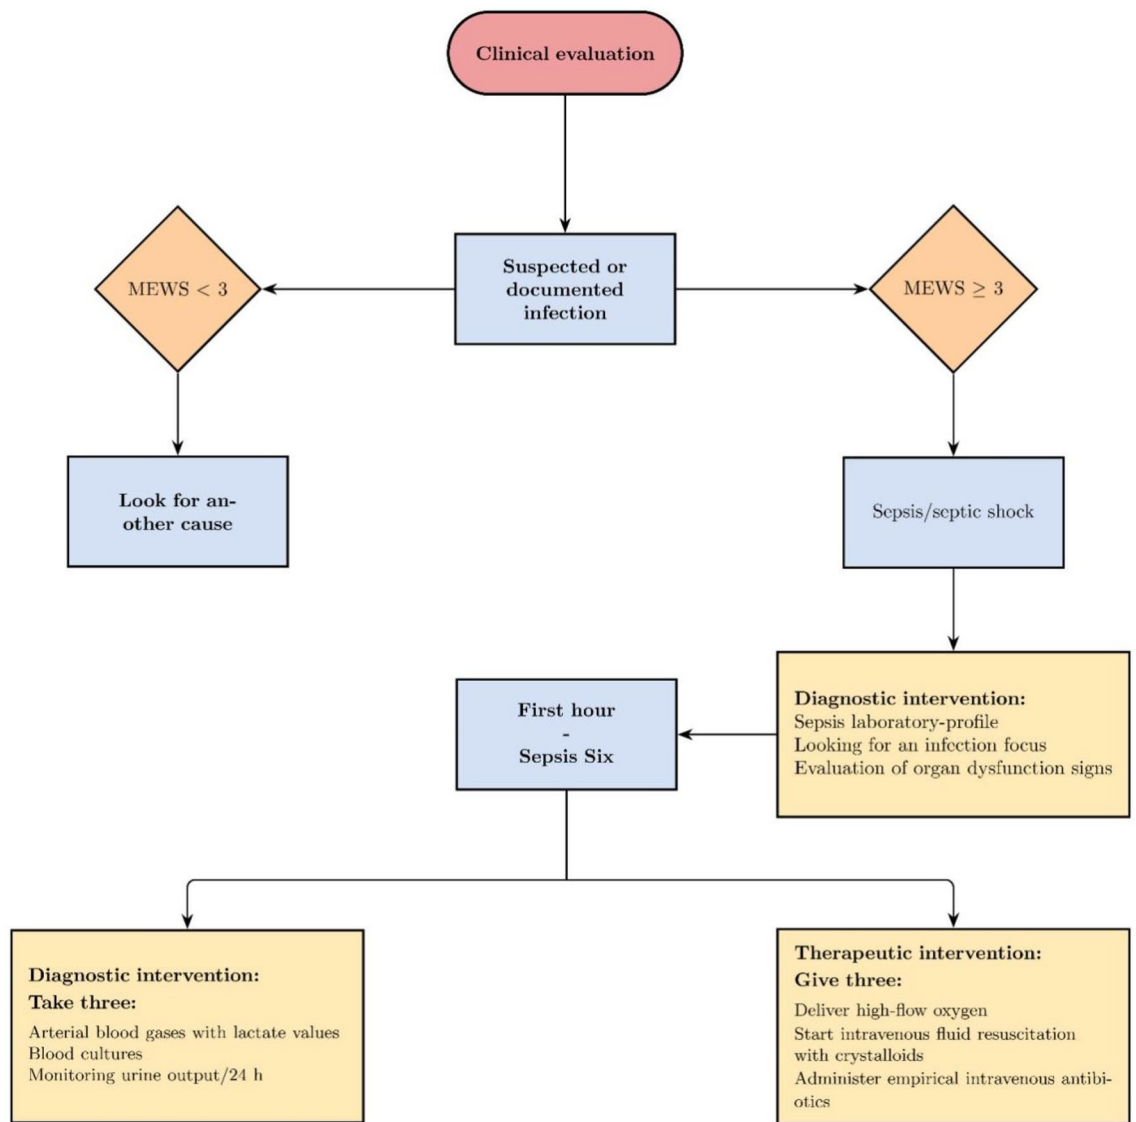 Clinical evaluation
Suspected or
documented
infection
MEWS < 3
MEWS ≥ 3
Look for an-
other cause
Sepsis/septic shock
Diagnostic intervention:
Sepsis laboratory-profile
Looking for an infection focus
Evaluation of organ dysfunction signs
First hour
-
Sepsis Six
Diagnostic intervention:
Take three:
Arterial blood gases with lactate values
Blood cultures
Monitoring urine output/24 h
Therapeutic intervention:
Give three:
Deliver high-flow oxygen
Start intravenous fluid resuscitation
with crystalloids
Administer empirical intravenous antibi-
otics